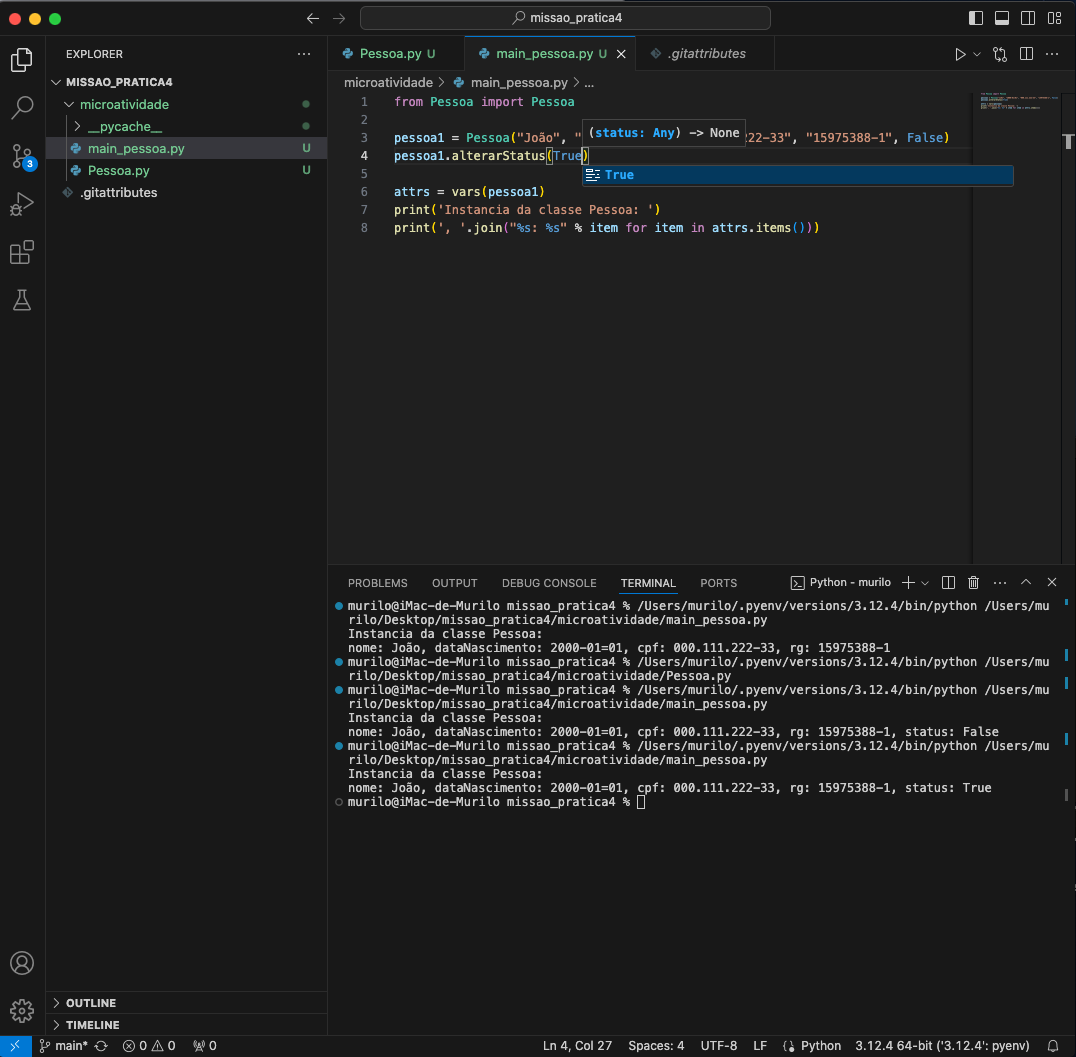 missao_pratica4
EXPLORER
MISSAO_PRATICA4
microatividade
__pycache__
main_pessoa.py U
Pessoa.py U
.gitattributes
3
Pessoa.py U
main_pessoa.py U
.gitattributes
microatividade > main_pessoa.py > ...
1 from Pessoa import Pessoa
2
3 pessoa1 = Pessoa("João", " 222-33", "15975388-1", False)
(status: Any) -> None
4 pessoa1.alterarStatus(True)
True
5
6 attrs = vars(pessoa1)
7 print('Instancia da classe Pessoa: ')
8 print(', '.join("%s: %s" % item for item in attrs.items()))
PROBLEMS OUTPUT DEBUG CONSOLE TERMINAL PORTS Python - murilo
murilo@iMac-de-Murilo missao_pratica4 % /Users/murilo/.pyenv/versions/3.12.4/bin/python /Users/mu
rilo/Desktop/missao_pratica4/microatividade/main_pessoa.py
Instancia da classe Pessoa:
nome: João, dataNascimento: 2000-01=01, cpf: 000.111.222-33, rg: 15975388-1
murilo@iMac-de-Murilo missao_pratica4 % /Users/murilo/.pyenv/versions/3.12.4/bin/python /Users/mu
rilo/Desktop/missao_pratica4/microatividade/Pessoa.py
murilo@iMac-de-Murilo missao_pratica4 % /Users/murilo/.pyenv/versions/3.12.4/bin/python /Users/mu
rilo/Desktop/missao_pratica4/microatividade/main_pessoa.py
Instancia da classe Pessoa:
nome: João, dataNascimento: 2000-01=01, cpf: 000.111.222-33, rg: 15975388-1, status: False
murilo@iMac-de-Murilo missao_pratica4 % /Users/murilo/.pyenv/versions/3.12.4/bin/python /Users/mu
rilo/Desktop/missao_pratica4/microatividade/main_pessoa.py
Instancia da classe Pessoa:
nome: João, dataNascimento: 2000-01=01, cpf: 000.111.222-33, rg: 15975388-1, status: True
murilo@iMac-de-Murilo missao_pratica4 %
OUTLINE
TIMELINE
main* 0 0 0 Ln 4, Col 27 Spaces: 4 UTF-8 LF Python 3.12.4 64-bit ('3.12.4': pyenv)